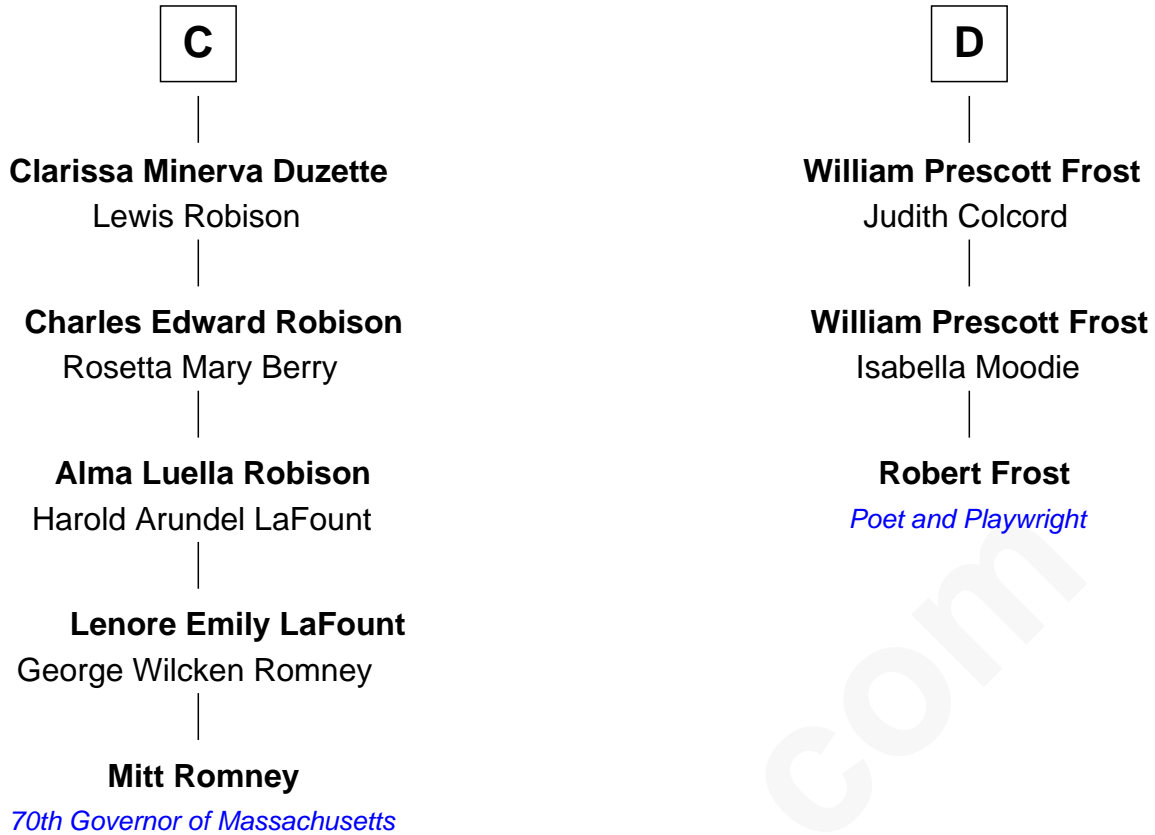 C
Clarissa Minerva Duzette
Lewis Robison
Charles Edward Robison
Rosetta Mary Berry
Alma Luella Robison
Harold Arundel LaFount
Lenore Emily LaFount
George Wilcken Romney
Mitt Romney
70th Governor of Massachusetts
D
William Prescott Frost
Judith Colcord
William Prescott Frost
Isabella Moodie
Robert Frost
Poet and Playwright
com